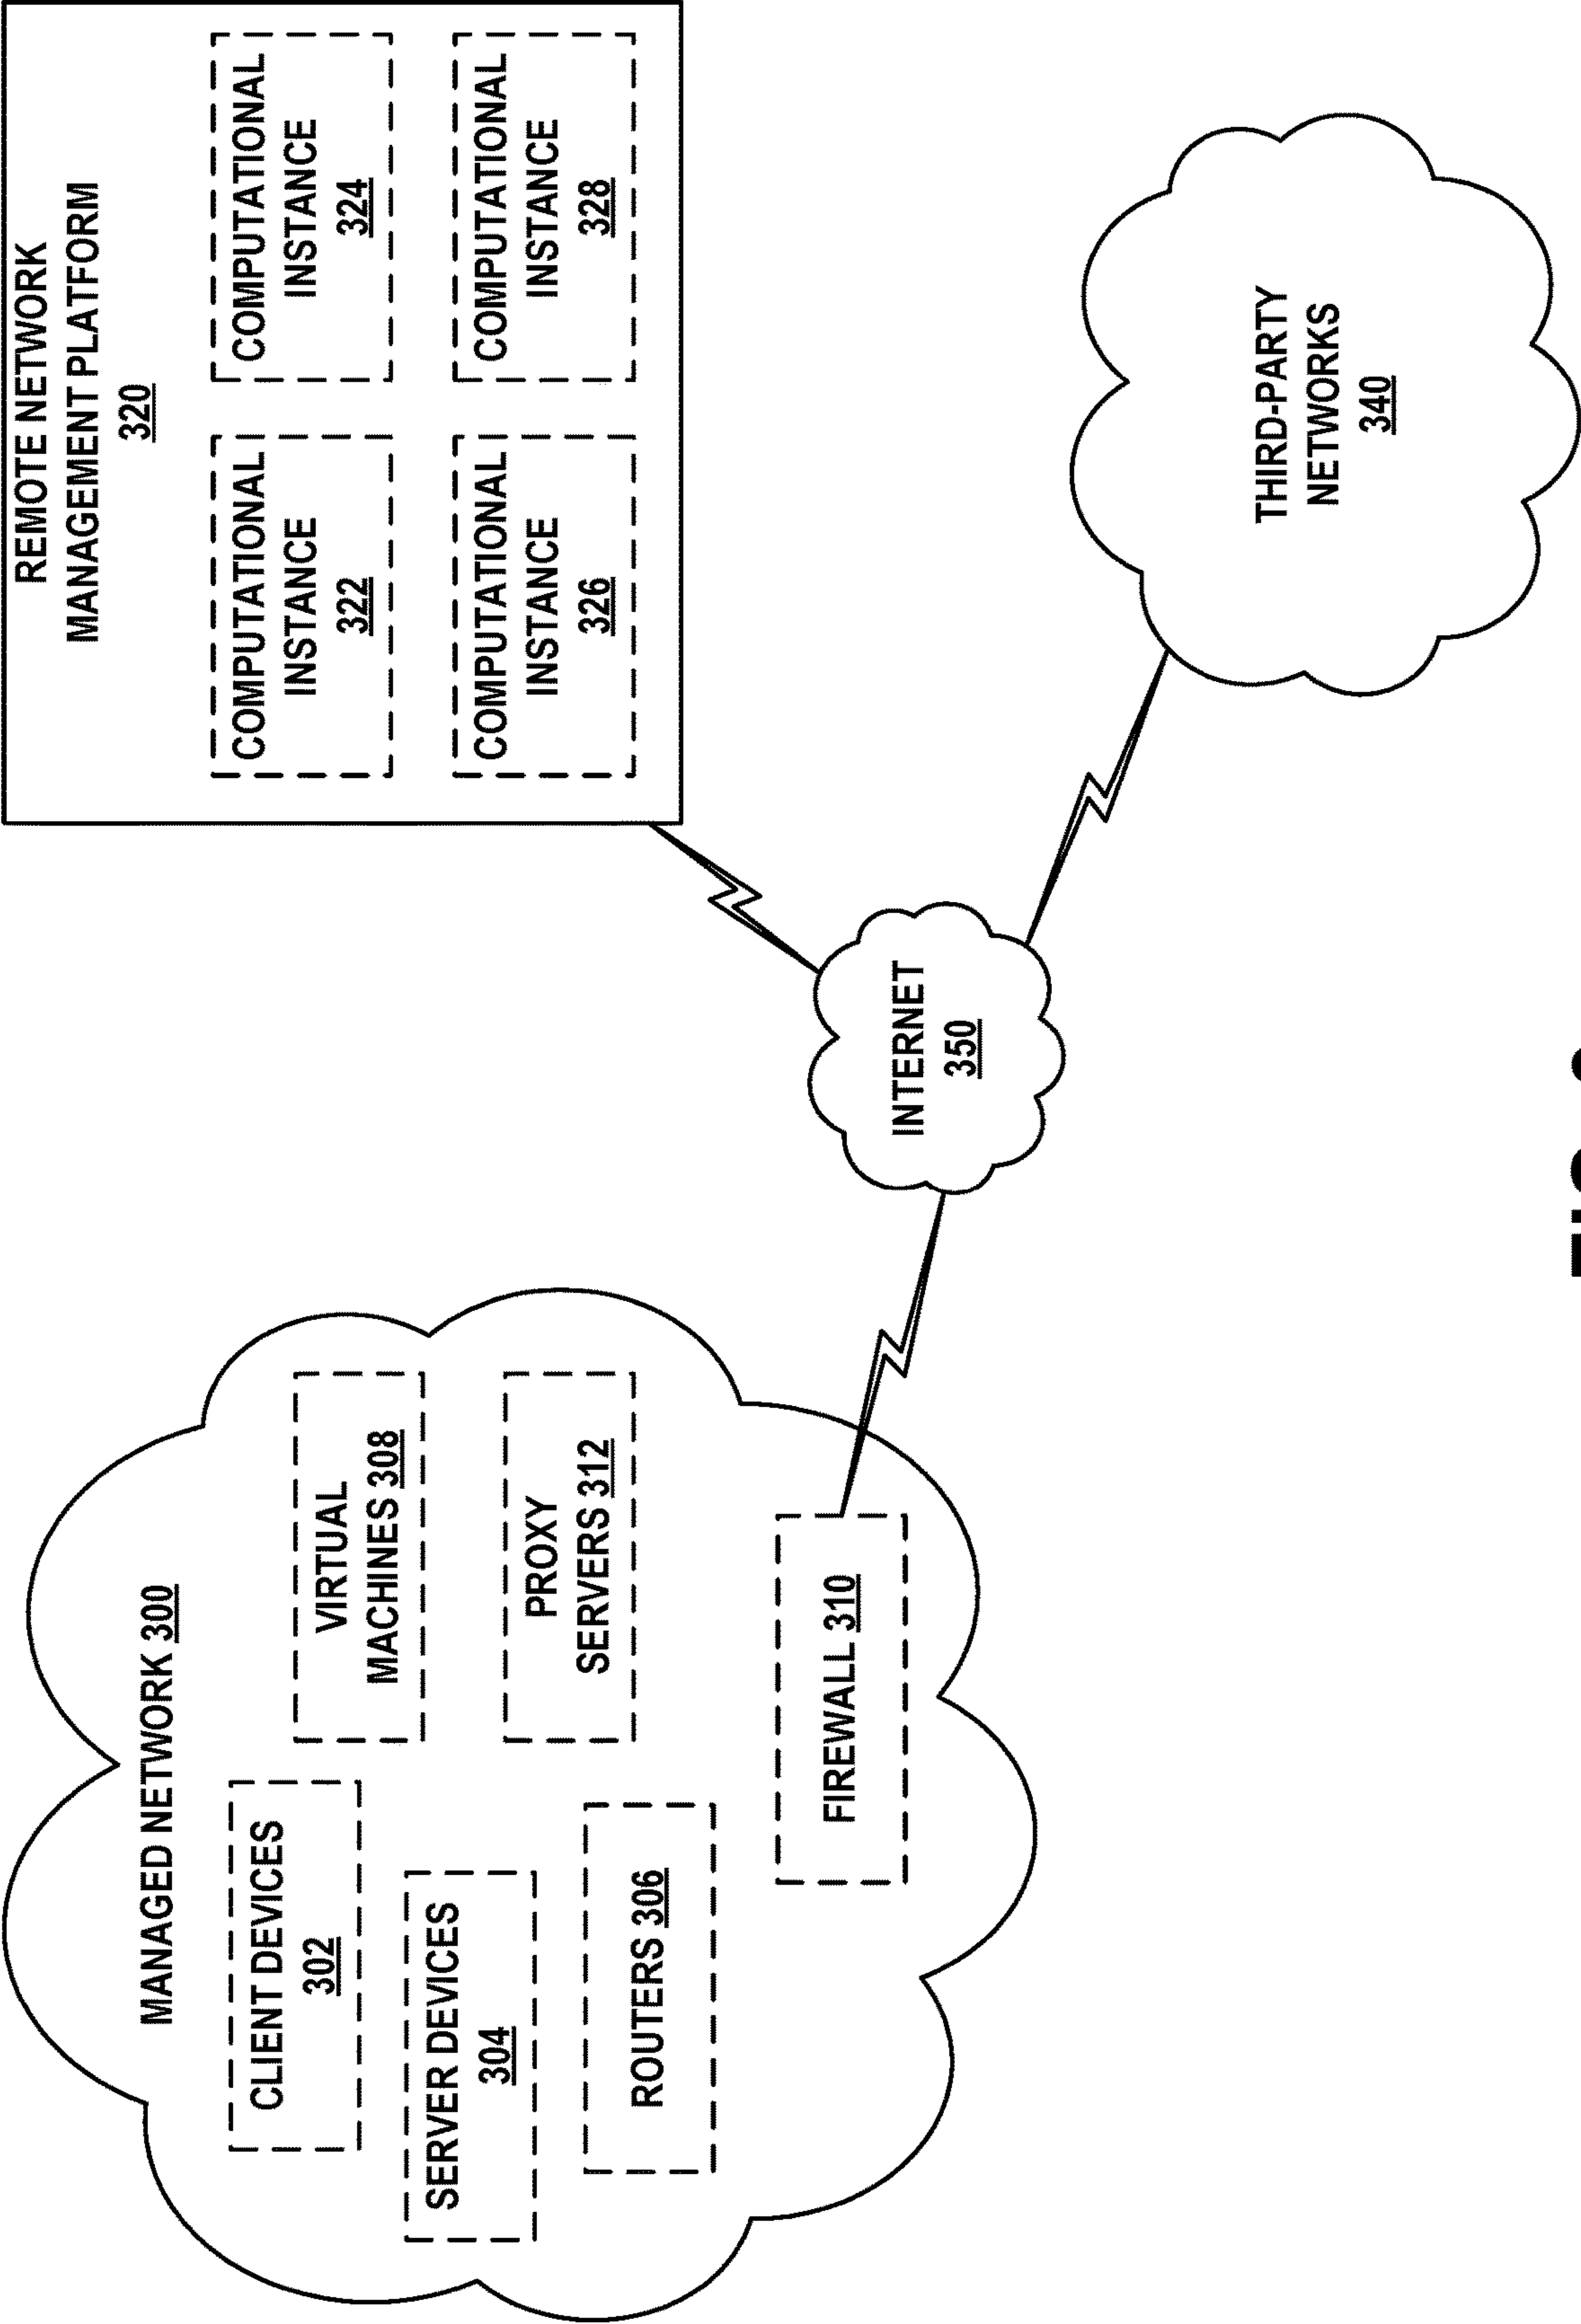 MANAGED NETWORK 300
CLIENT DEVICES
302
SERVER DEVICES
304
ROUTERS 306
VIRTUAL
MACHINES 308
PROXY
SERVERS 312
FIREWALL 310
INTERNET
350
REMOTE NETWORK
MANAGEMENT PLATFORM
320
COMPUTATIONAL
INSTANCE
322
COMPUTATIONAL
INSTANCE
324
COMPUTATIONAL
INSTANCE
326
COMPUTATIONAL
INSTANCE
328
THIRD-PARTY
NETWORKS
340